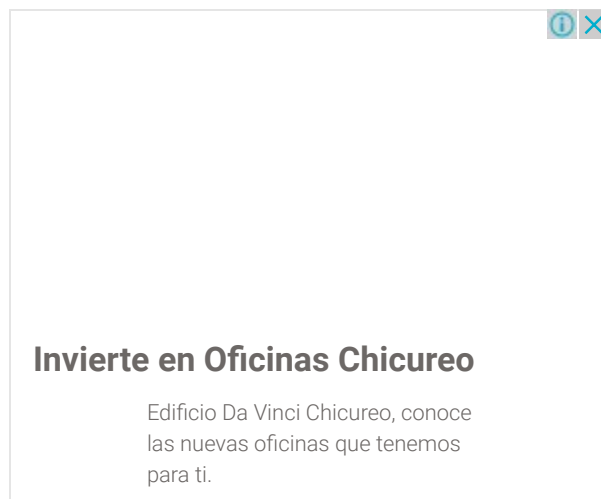 Invierte en Oficinas Chicureo
Edificio Da Vinci Chicureo, conoce
las nuevas oficinas que tenemos
para ti.